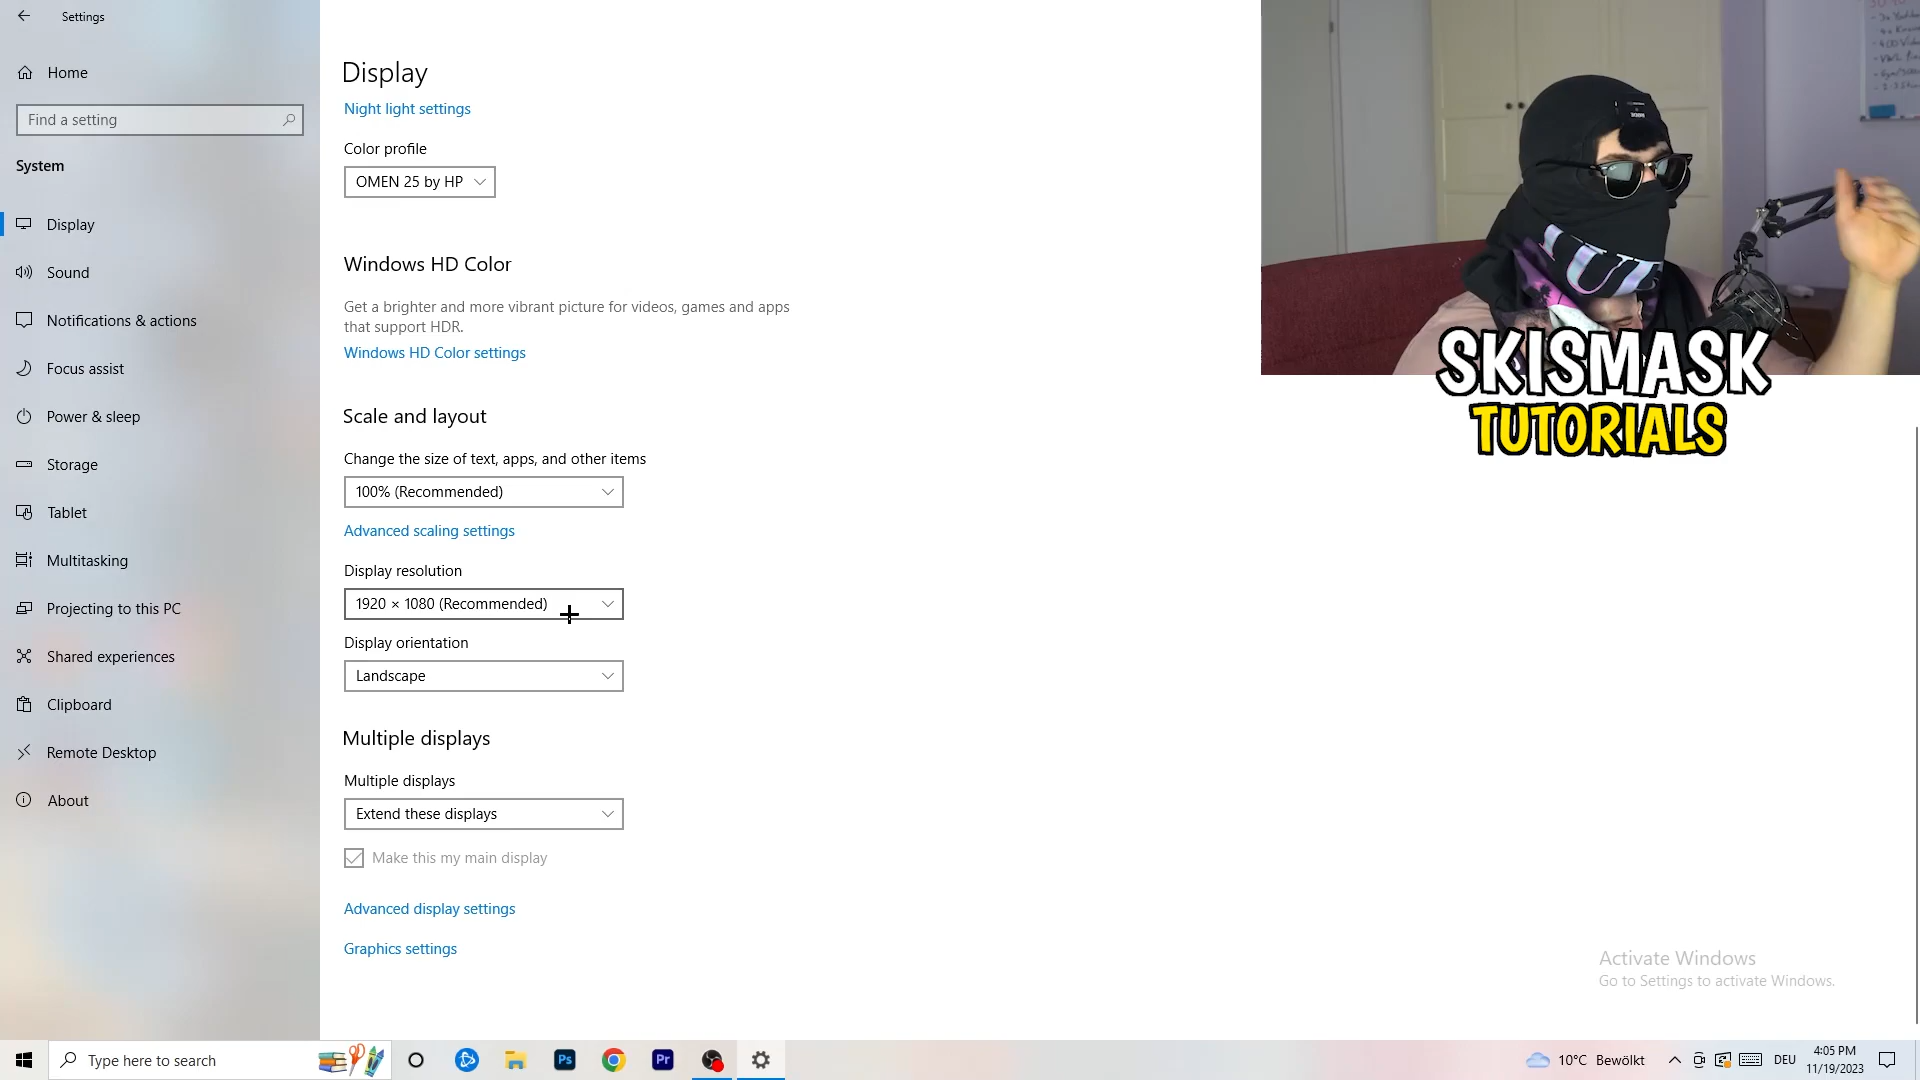 Settings
Home
Find a setting
System
Display
Sound
Notifications & actions
Focus assist
Power & sleep
Storage
Tablet
Multitasking
Projecting to this PC
Shared experiences
Clipboard
Remote Desktop
About
Display
Night light settings
Color profile
OMEN 25 by HP
Windows HD Color
Get a brighter and more vibrant picture for videos, games and apps
that support HDR.
Windows HD Color settings
Scale and layout
Change the size of text, apps, and other items
100% (Recommended)
Advanced scaling settings
Display resolution
1920 × 1080 (Recommended)
Display orientation
Landscape
Multiple displays
Multiple displays
Extend these displays
Make this my main display
Advanced display settings
Graphics settings
SKISMASK
TUTORIALS
Activate Windows
Go to Settings to activate Windows.
Type here to search
Ps
Pr
10°C Bewölkt
DEU
4:05 PM
11/19/2023